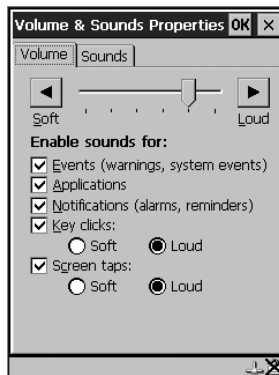 Volume & Sounds Properties OK ×
Volume Sounds
Soft Loud
Enable sounds for:
Events (warnings, system events)
Applications
Notifications (alarms, reminders)
Key clicks:
Soft Loud
Screen taps:
Soft Loud